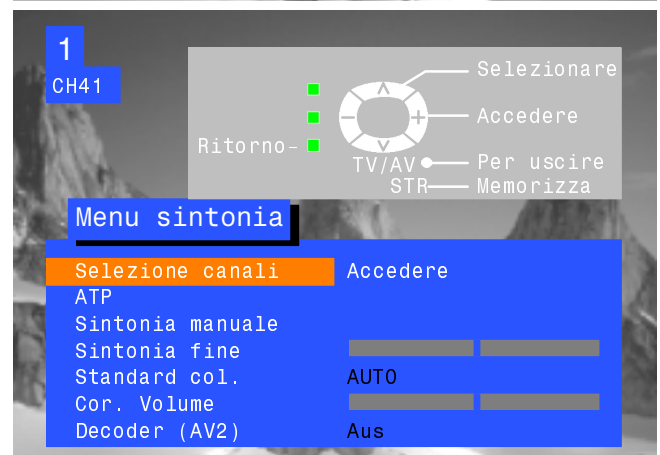 1
CH41
Selezionare
Accedere
Ritorno
TV/AV Per uscire
STR Memorizza
Menu sintonia
Selezione canali Accedere
ATP
Sintonia manuale
Sintonia fine
Standard col. AUTO
Cor. Volume
Decoder (AV2) Aus